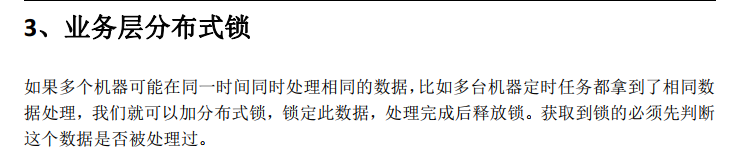 3、业务层分布式锁
如果多个机器可能在同一时间同时处理相同的数据，比如多台机器定时任务都拿到了相同数
据处理，我们就可以加分布式锁，锁定此数据，处理完成后释放锁。获取到锁的必须先判断
这个数据是否被处理过。